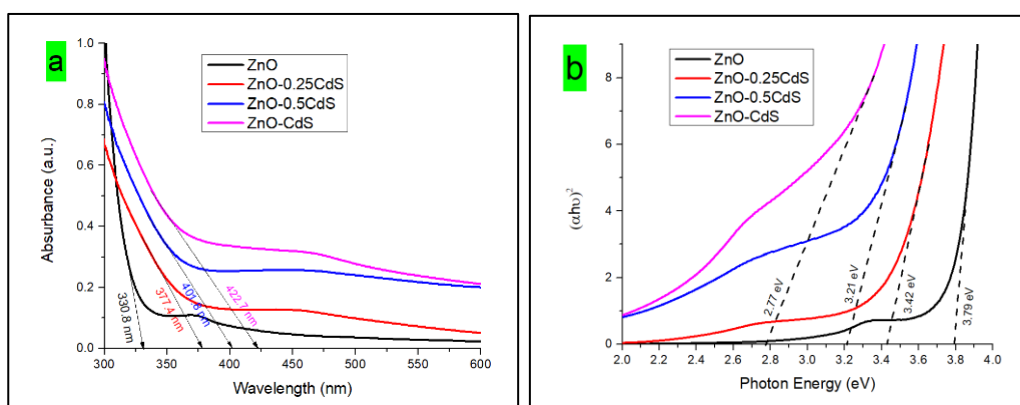 a
ZnO
ZnO-0.25CdS
ZnO-0.5CdS
ZnO-CdS
1.0
0.8
0.6
0.4
0.2
0.0
Absorbance (a.u.)
330.8 nm
377.4 nm
422.7 nm
300
350
400
450
500
550
600
Wavelength (nm)
b
ZnO
ZnO-0.25CdS
ZnO-0.5CdS
ZnO-CdS
8
6
4
2
0
(αhυ)²
2.77 eV
3.21 eV
3.42 eV
3.79 eV
2.0
2.2
2.4
2.6
2.8
3.0
3.2
3.4
3.6
3.8
4.0
Photon Energy (eV)